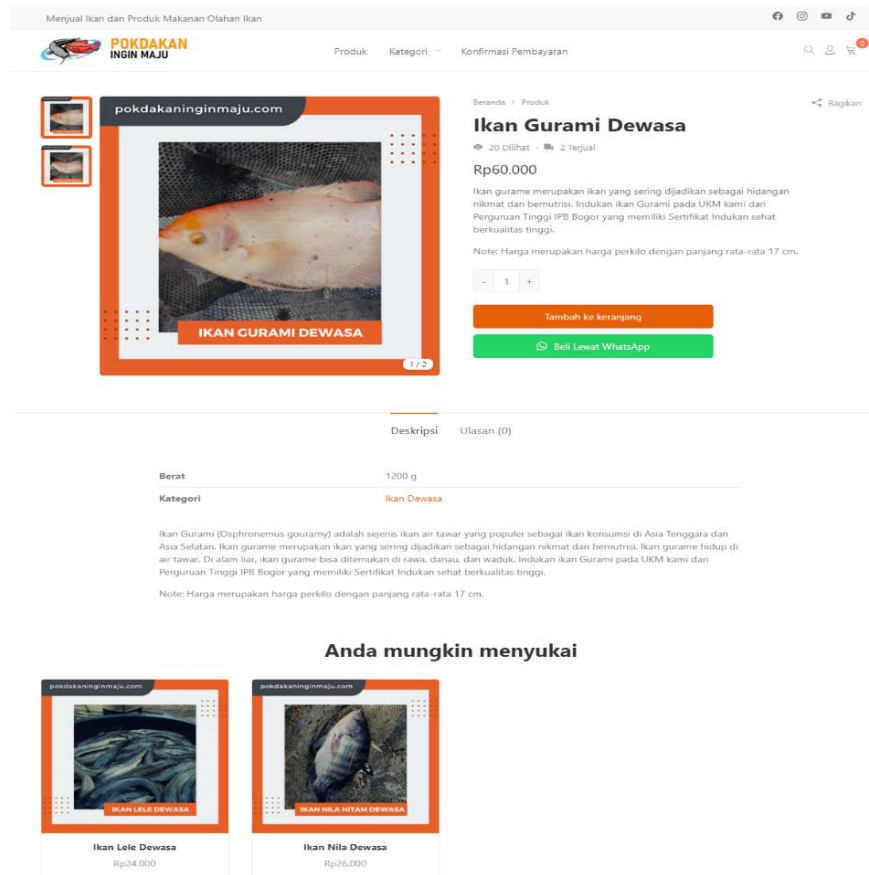 Menjual Ikan dan Produk Makanan Olahan Ikan
POKDAKAN
INGIN MAJU
Produk Kategori Konfirmasi Pembayaran
0
pokdakaninginmaju.com
IKAN GURAMI DEWASA
1 / 2
Beranda > Produk
Bagikan
Ikan Gurami Dewasa
20 Dilihat - 2 Terjual
Rp60.000
Ikan gurame merupakan ikan yang sering dijadikan sebagai hidangan
nikmat dan bernutrisi. Indukan ikan Gurami pada UKM kami dari
Perguruan Tinggi IPB Bogor yang memiliki Sertifikat Indukan sehat
berkualitas tinggi.
Note: Harga merupakan harga perkilo dengan panjang rata-rata 17 cm.
- 1 +
Tambah ke keranjang
Beli Lewat WhatsApp
Deskripsi Ulasan (0)
Berat 1200 g
Kategori Ikan Dewasa
Ikan Gurami (Osphronemus gouramy) adalah sejenis ikan air tawar yang populer sebagai ikan konsumsi di Asia Tenggara dan
Asia Selatan. Ikan gurame merupakan ikan yang sering dijadikan sebagai hidangan nikmat dan bernutrisi. Ikan gurame hidup di
air tawar. Di alam liar, ikan gurame bisa ditemukan di rawa, danau, dan waduk. Indukan ikan Gurami pada UKM kami dari
Perguruan Tinggi IPB Bogor yang memiliki Sertifikat Indukan sehat berkualitas tinggi.
Note: Harga merupakan harga perkilo dengan panjang rata-rata 17 cm.
Anda mungkin menyukai
pokdakaninginmaju.com
IKAN LELE DEWASA
Ikan Lele Dewasa
Rp24.000
pokdakaninginmaju.com
IKAN NILA HITAM DEWASA
Ikan Nila Dewasa
Rp26.000